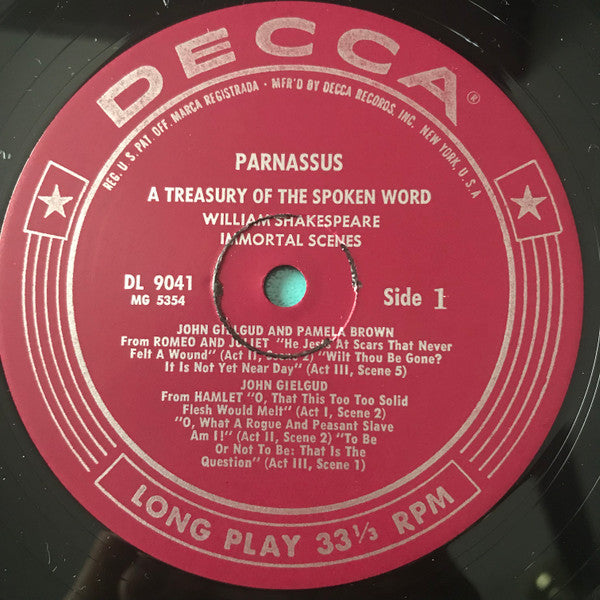 DECCA®
REG. U. S. PAT. OFF. MARCA REGISTRADA • MFR'D BY DECCA RECORDS, INC., NEW YORK, U.S.A
PARNASSUS
A TREASURY OF THE SPOKEN WORD
WILLIAM SHAKESPEARE
IMMORTAL SCENES
DL 9041
MG 5354
Side 1
JOHN GIELGUD AND PAMELA BROWN
From ROMEO AND JULIET "He Jests At Scars That Never
Felt A Wound" (Act II, Scene 2) "Wilt Thou Be Gone?
It Is Not Yet Near Day" (Act III, Scene 5)
JOHN GIELGUD
From HAMLET "O, That This Too Too Solid
Flesh Would Melt" (Act I, Scene 2)
"O, What A Rogue And Peasant Slave
Am I!" (Act II, Scene 2) "To Be
Or Not To Be: That Is The
Question" (Act III, Scene 1)
LONG PLAY 33⅓ RPM